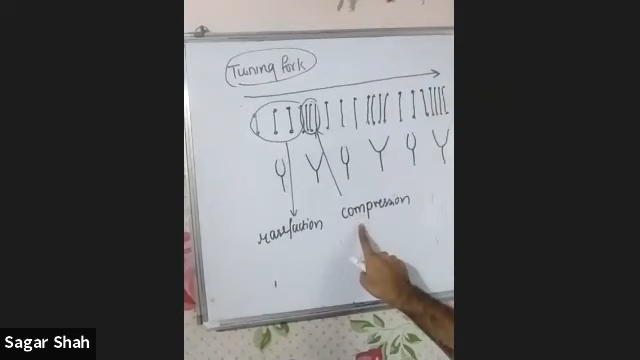 Tuning fork
compression
rarefaction
Sagar Shah